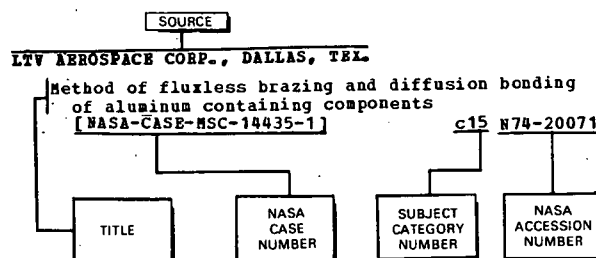 SOURCE
LTV AEROSPACE CORP., DALLAS, TEX.
Method of fluxless brazing and diffusion bonding
of aluminum containing components
[NASA-CASE-MSC-14435-1] c15 N74-20071
TITLE
NASA
CASE
NUMBER
SUBJECT
CATEGORY
NUMBER
NASA
ACCESSION
NUMBER